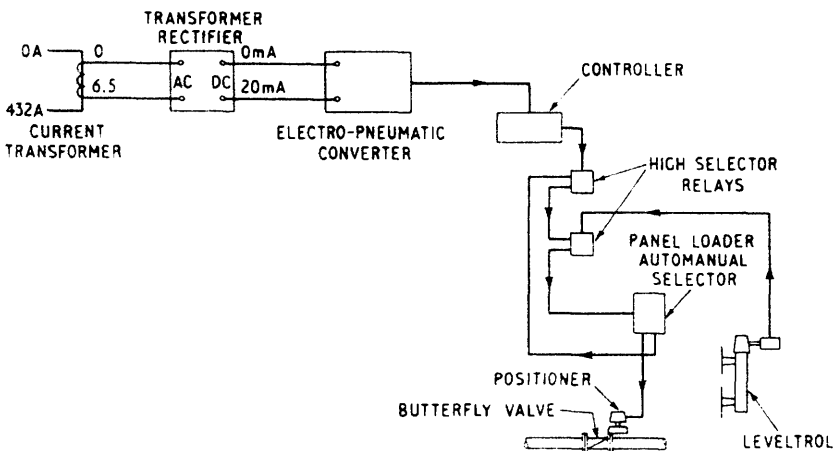 TRANSFORMER
RECTIFIER
0A
0
0mA
AC
DC
6.5
20mA
432A
CURRENT
TRANSFORMER
ELECTRO-PNEUMATIC
CONVERTER
CONTROLLER
HIGH SELECTOR
RELAYS
PANEL LOADER
AUTOMANUAL
SELECTOR
POSITIONER
BUTTERFLY VALVE
LEVELTROL